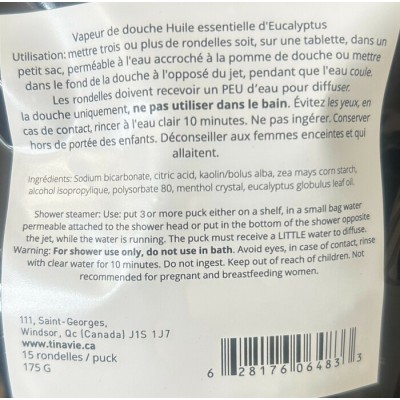 Vapeur de douche Huile essentielle d'Eucalyptus
Utilisation: mettre trois ou plus de rondelles soit, sur une tablette, dans un
petit sac, perméable à l'eau accroché à la pomme de douche ou mettre
dans le fond de la douche à l'opposé du jet, pendant que l'eau coule.
Les rondelles doivent recevoir un PEU d'eau pour diffuser.
la douche uniquement, ne pas utiliser dans le bain. Évitez les yeux, en
cas de contact, rincer à l'eau clair 10 minutes. Ne pas ingérer. Conserver
hors de portée des enfants. Déconseiller aux femmes enceintes et qui
allaitent.
Ingrédients: Sodium bicarbonate, citric acid, kaolin/bolus alba, zea mays corn starch,
alcohol isopropylique, polysorbate 80, menthol crystal, eucalyptus globulus leaf oil.
Shower steamer: Use: put 3 or more puck either on a shelf, in a small bag water
permeable attached to the shower head or put in the bottom of the shower opposite
the jet, while the water is running. The puck must receive a LITTLE water to diffuse.
Warning: For shower use only, do not use in bath. Avoid eyes, in case of contact, rinse
with clear water for 10 minutes. Do not ingest. Keep out of reach of children. Not
recommended for pregnant and breastfeeding women.
111, Saint-Georges,
Windsor, Qc (Canada) J1S 1J7
www.tinavie.ca
15 rondelles / puck
175 G
6 28176 06483 3